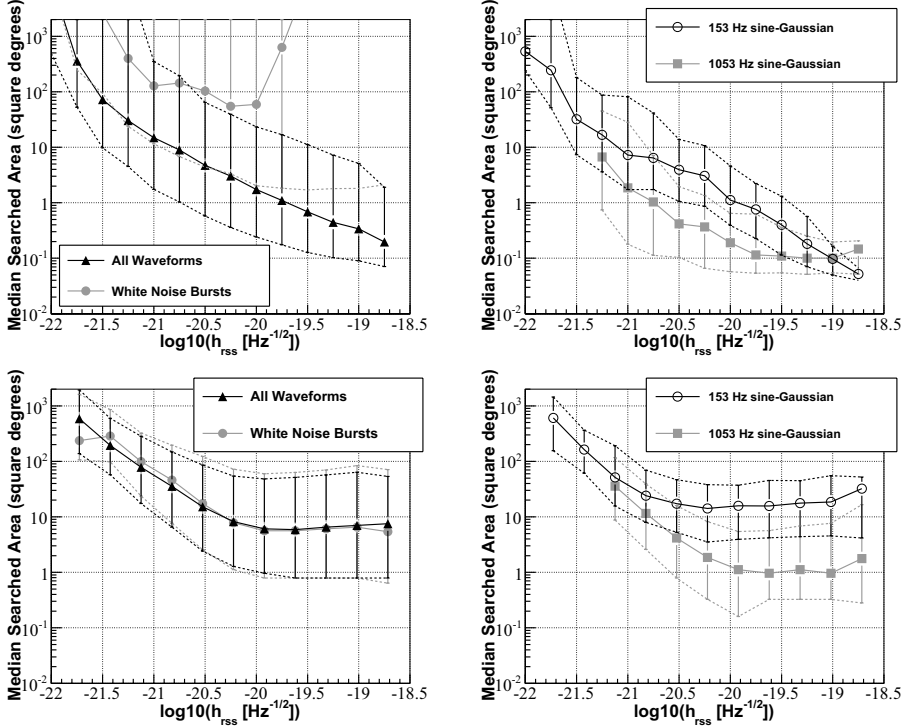 Median Searched Area (square degrees)
10^3
10^2
10
1
10^-1
10^-2
All Waveforms
White Noise Bursts
-22 -21.5 -21 -20.5 -20 -19.5 -19 -18.5
log10(h_rss [Hz^-1/2])
Median Searched Area (square degrees)
10^3
10^2
10
1
10^-1
10^-2
153 Hz sine-Gaussian
1053 Hz sine-Gaussian
-22 -21.5 -21 -20.5 -20 -19.5 -19 -18.5
log10(h_rss [Hz^-1/2])
Median Searched Area (square degrees)
10^3
10^2
10
1
10^-1
10^-2
All Waveforms
White Noise Bursts
-22 -21.5 -21 -20.5 -20 -19.5 -19 -18.5
log10(h_rss [Hz^-1/2])
Median Searched Area (square degrees)
10^3
10^2
10
1
10^-1
10^-2
153 Hz sine-Gaussian
1053 Hz sine-Gaussian
-22 -21.5 -21 -20.5 -20 -19.5 -19 -18.5
log10(h_rss [Hz^-1/2])